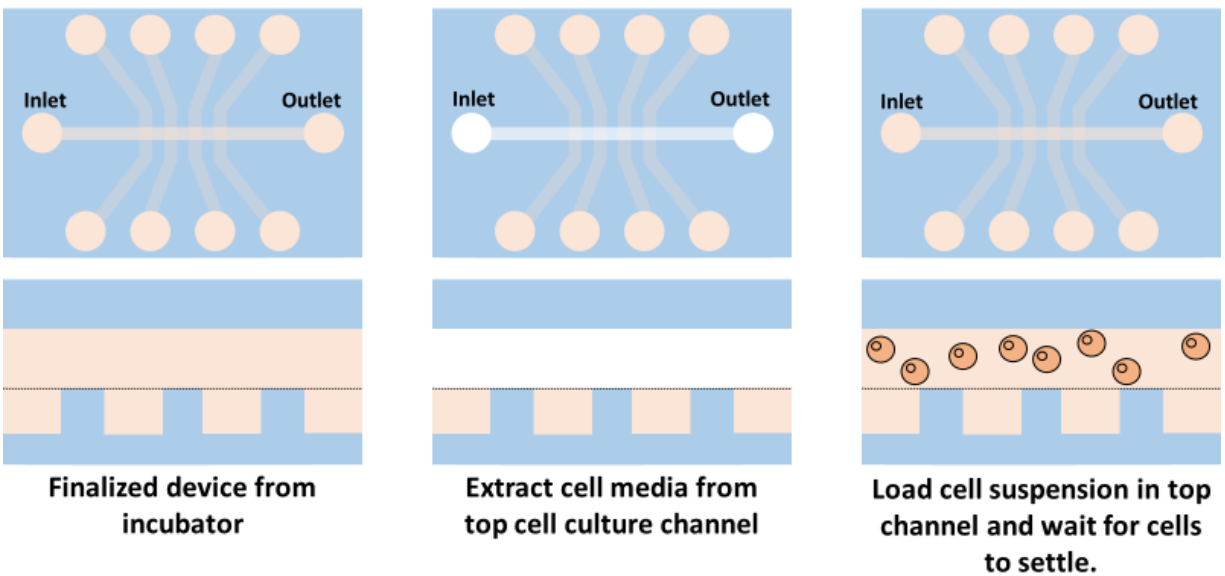 Inlet
Outlet
Inlet
Outlet
Inlet
Outlet
Finalized device from
incubator
Extract cell media from
top cell culture channel
Load cell suspension in top
channel and wait for cells
to settle.